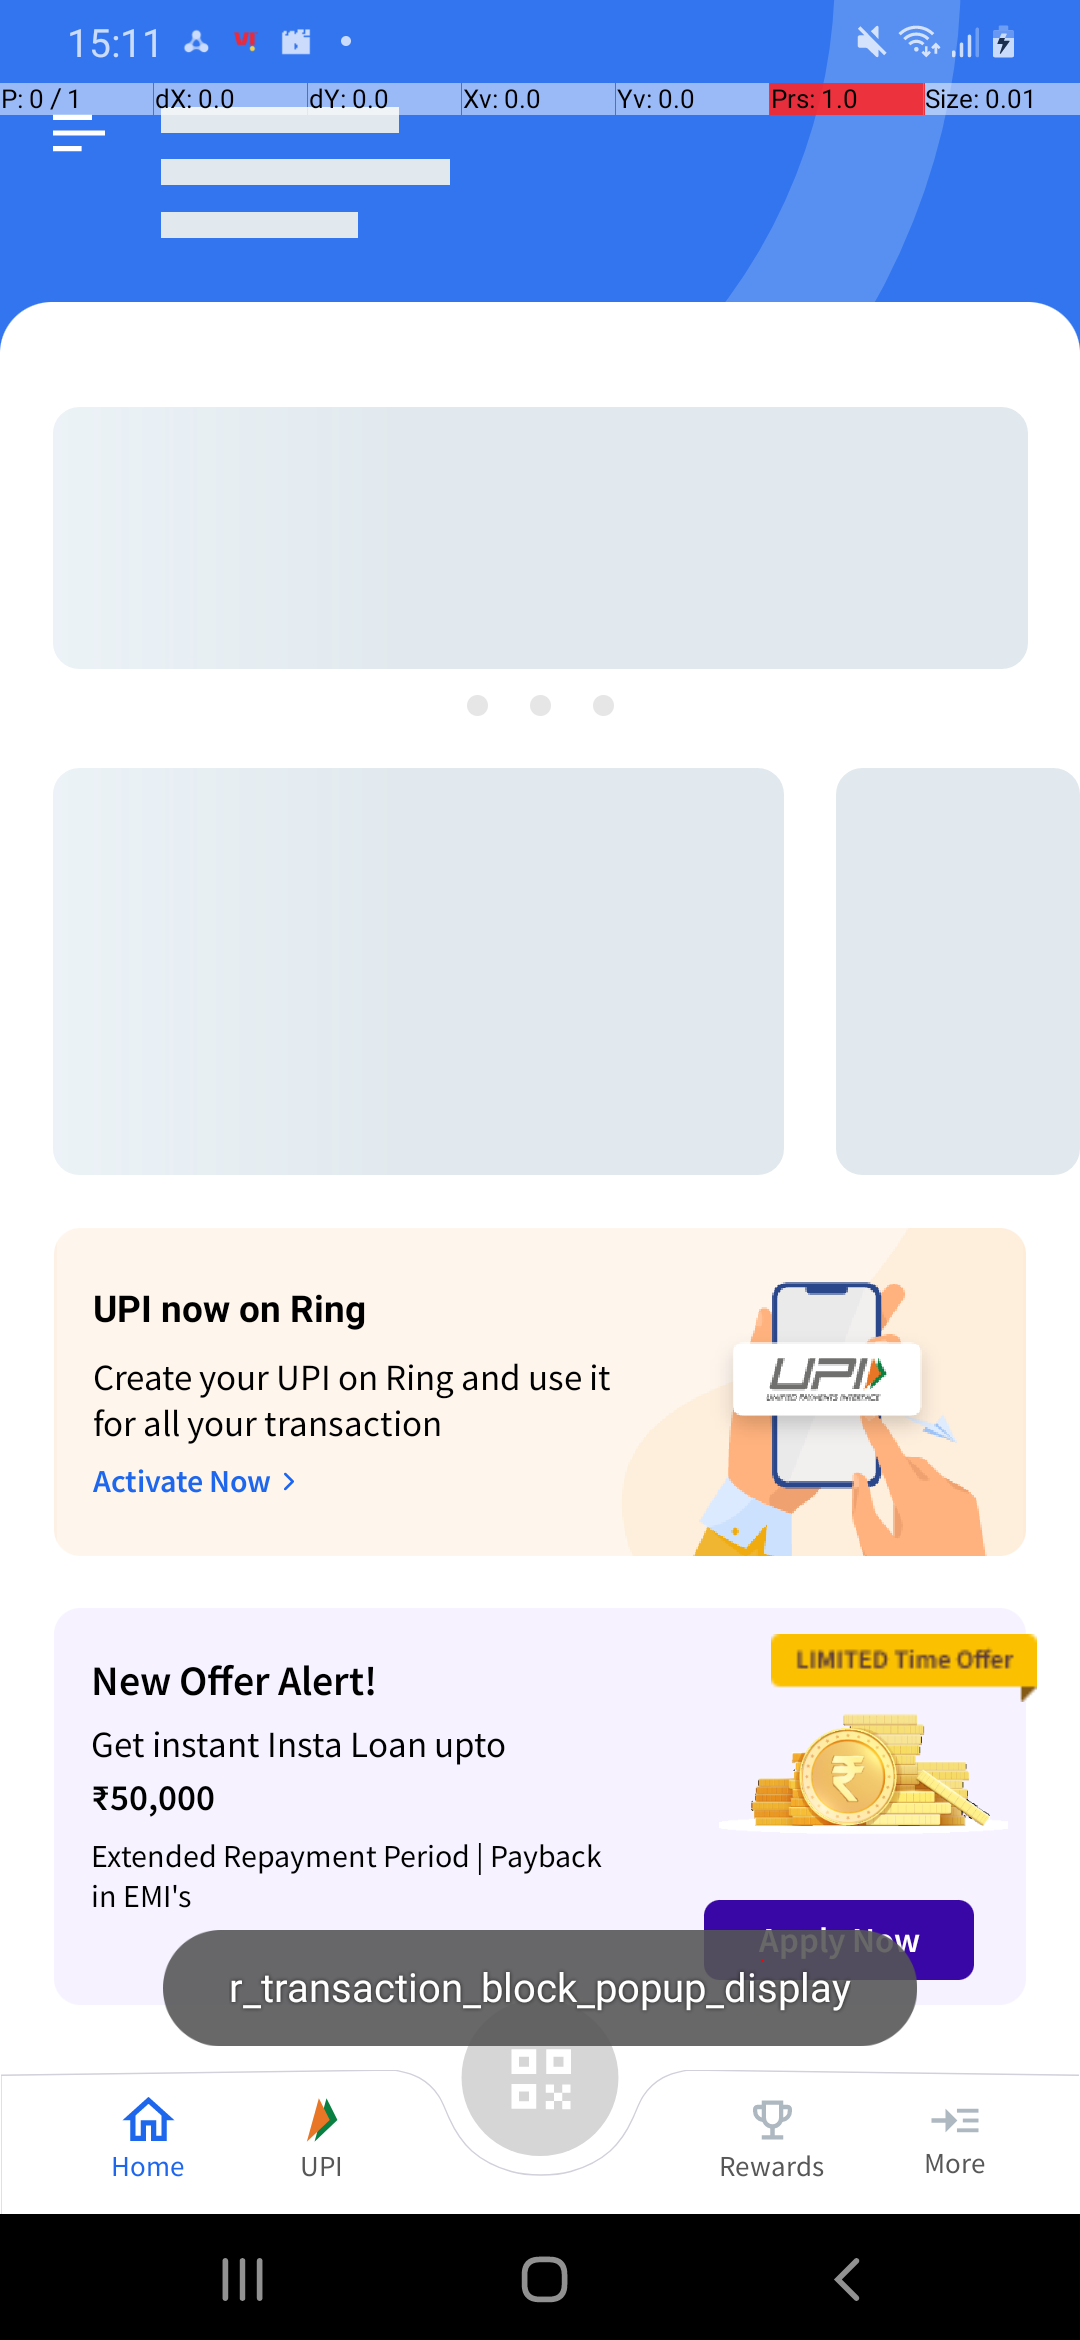 15:11
P: 0 / 1 dX: 0.0 dY: 0.0 Xv: 0.0 Yv: 0.0 Prs: 1.0 Size: 0.01
UPI now on Ring
Create your UPI on Ring and use it
for all your transaction
Activate Now
UPI
UNIFIED PAYMENTS INTERFACE
LIMITED Time Offer
New Offer Alert!
Get instant Insta Loan upto
₹50,000
Extended Repayment Period | Payback
in EMI's
Apply Now
r_transaction_block_popup_display
Home
UPI
Rewards
More